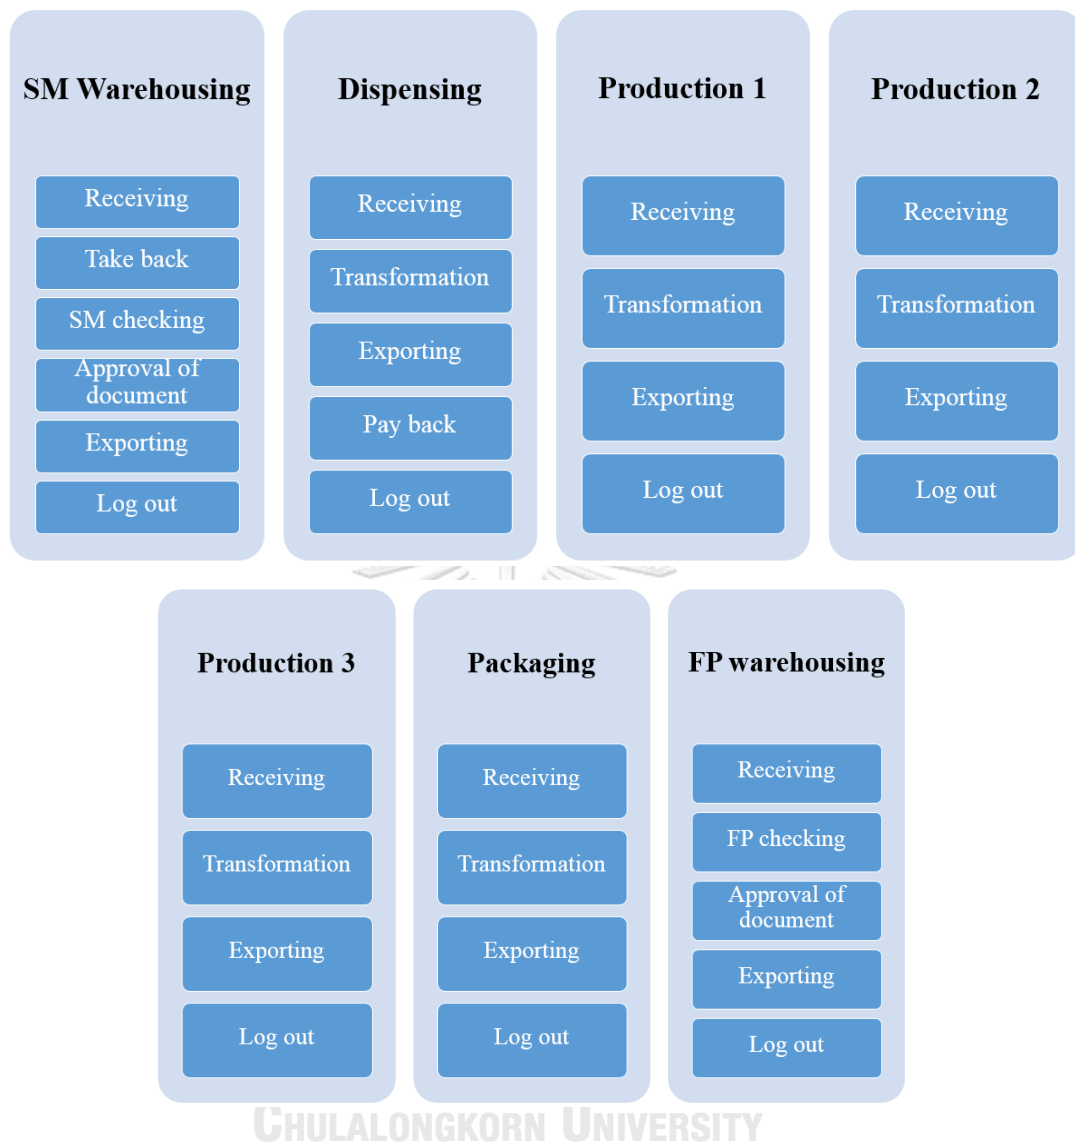 SM Warehousing
Receiving
Take back
SM checking
Approval of
document
Exporting
Log out
Dispensing
Receiving
Transformation
Exporting
Pay back
Log out
Production 1
Receiving
Transformation
Exporting
Log out
Production 2
Receiving
Transformation
Exporting
Log out
Production 3
Receiving
Transformation
Exporting
Log out
Packaging
Receiving
Transformation
Exporting
Log out
FP warehousing
Receiving
FP checking
Approval of
document
Exporting
Log out
CHULALONGKORN UNIVERSITY